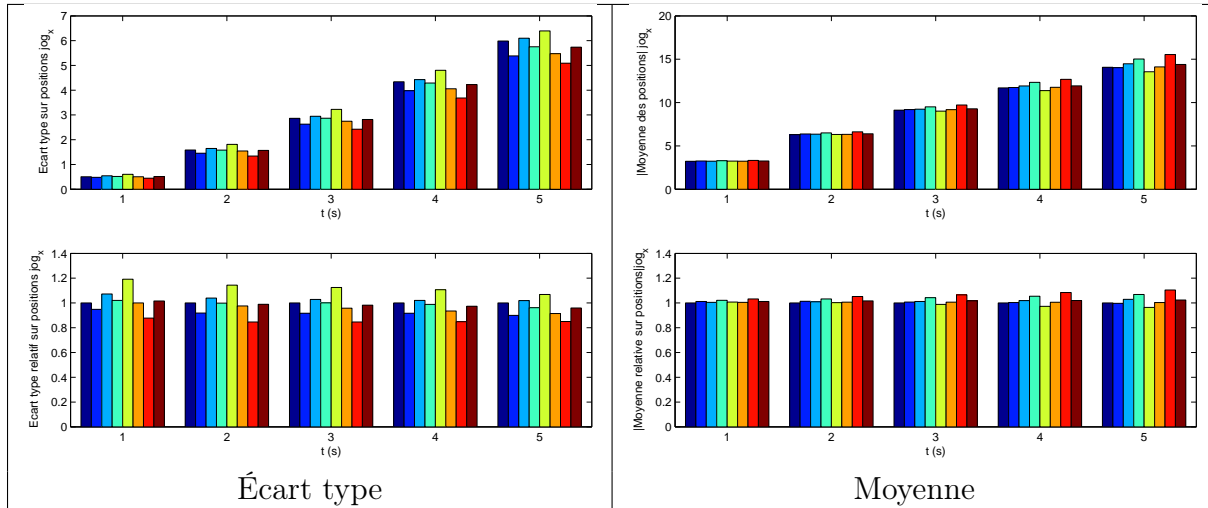 Ecart type sur positions jog_x
7
6
5
4
3
2
1
0
1 2 3 4 5
t (s)
Ecart type relatif sur positions jog_x
1.4
1.2
1
0.8
0.6
0.4
0.2
0
1 2 3 4 5
t (s)
Écart type
|Moyenne des positions| jog_x
20
15
10
5
0
1 2 3 4 5
t (s)
|Moyenne relative sur positions|jog_x
1.4
1.2
1
0.8
0.6
0.4
0.2
0
1 2 3 4 5
t (s)
Moyenne